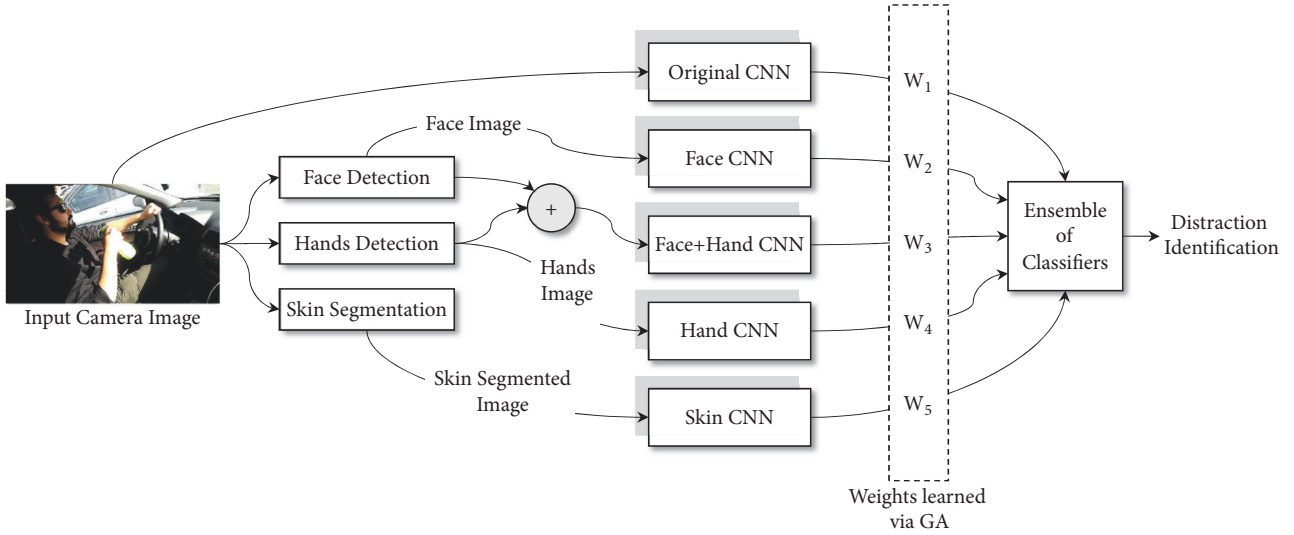 Original CNN
W1
Face Image
Face CNN
W2
Face Detection
+
Ensemble
of
Classifiers
Distraction
Identification
Hands Detection
Face+Hand CNN
W3
Hands
Image
Skin Segmentation
Input Camera Image
Hand CNN
W4
Skin Segmented
Image
Skin CNN
W5
Weights learned
via GA